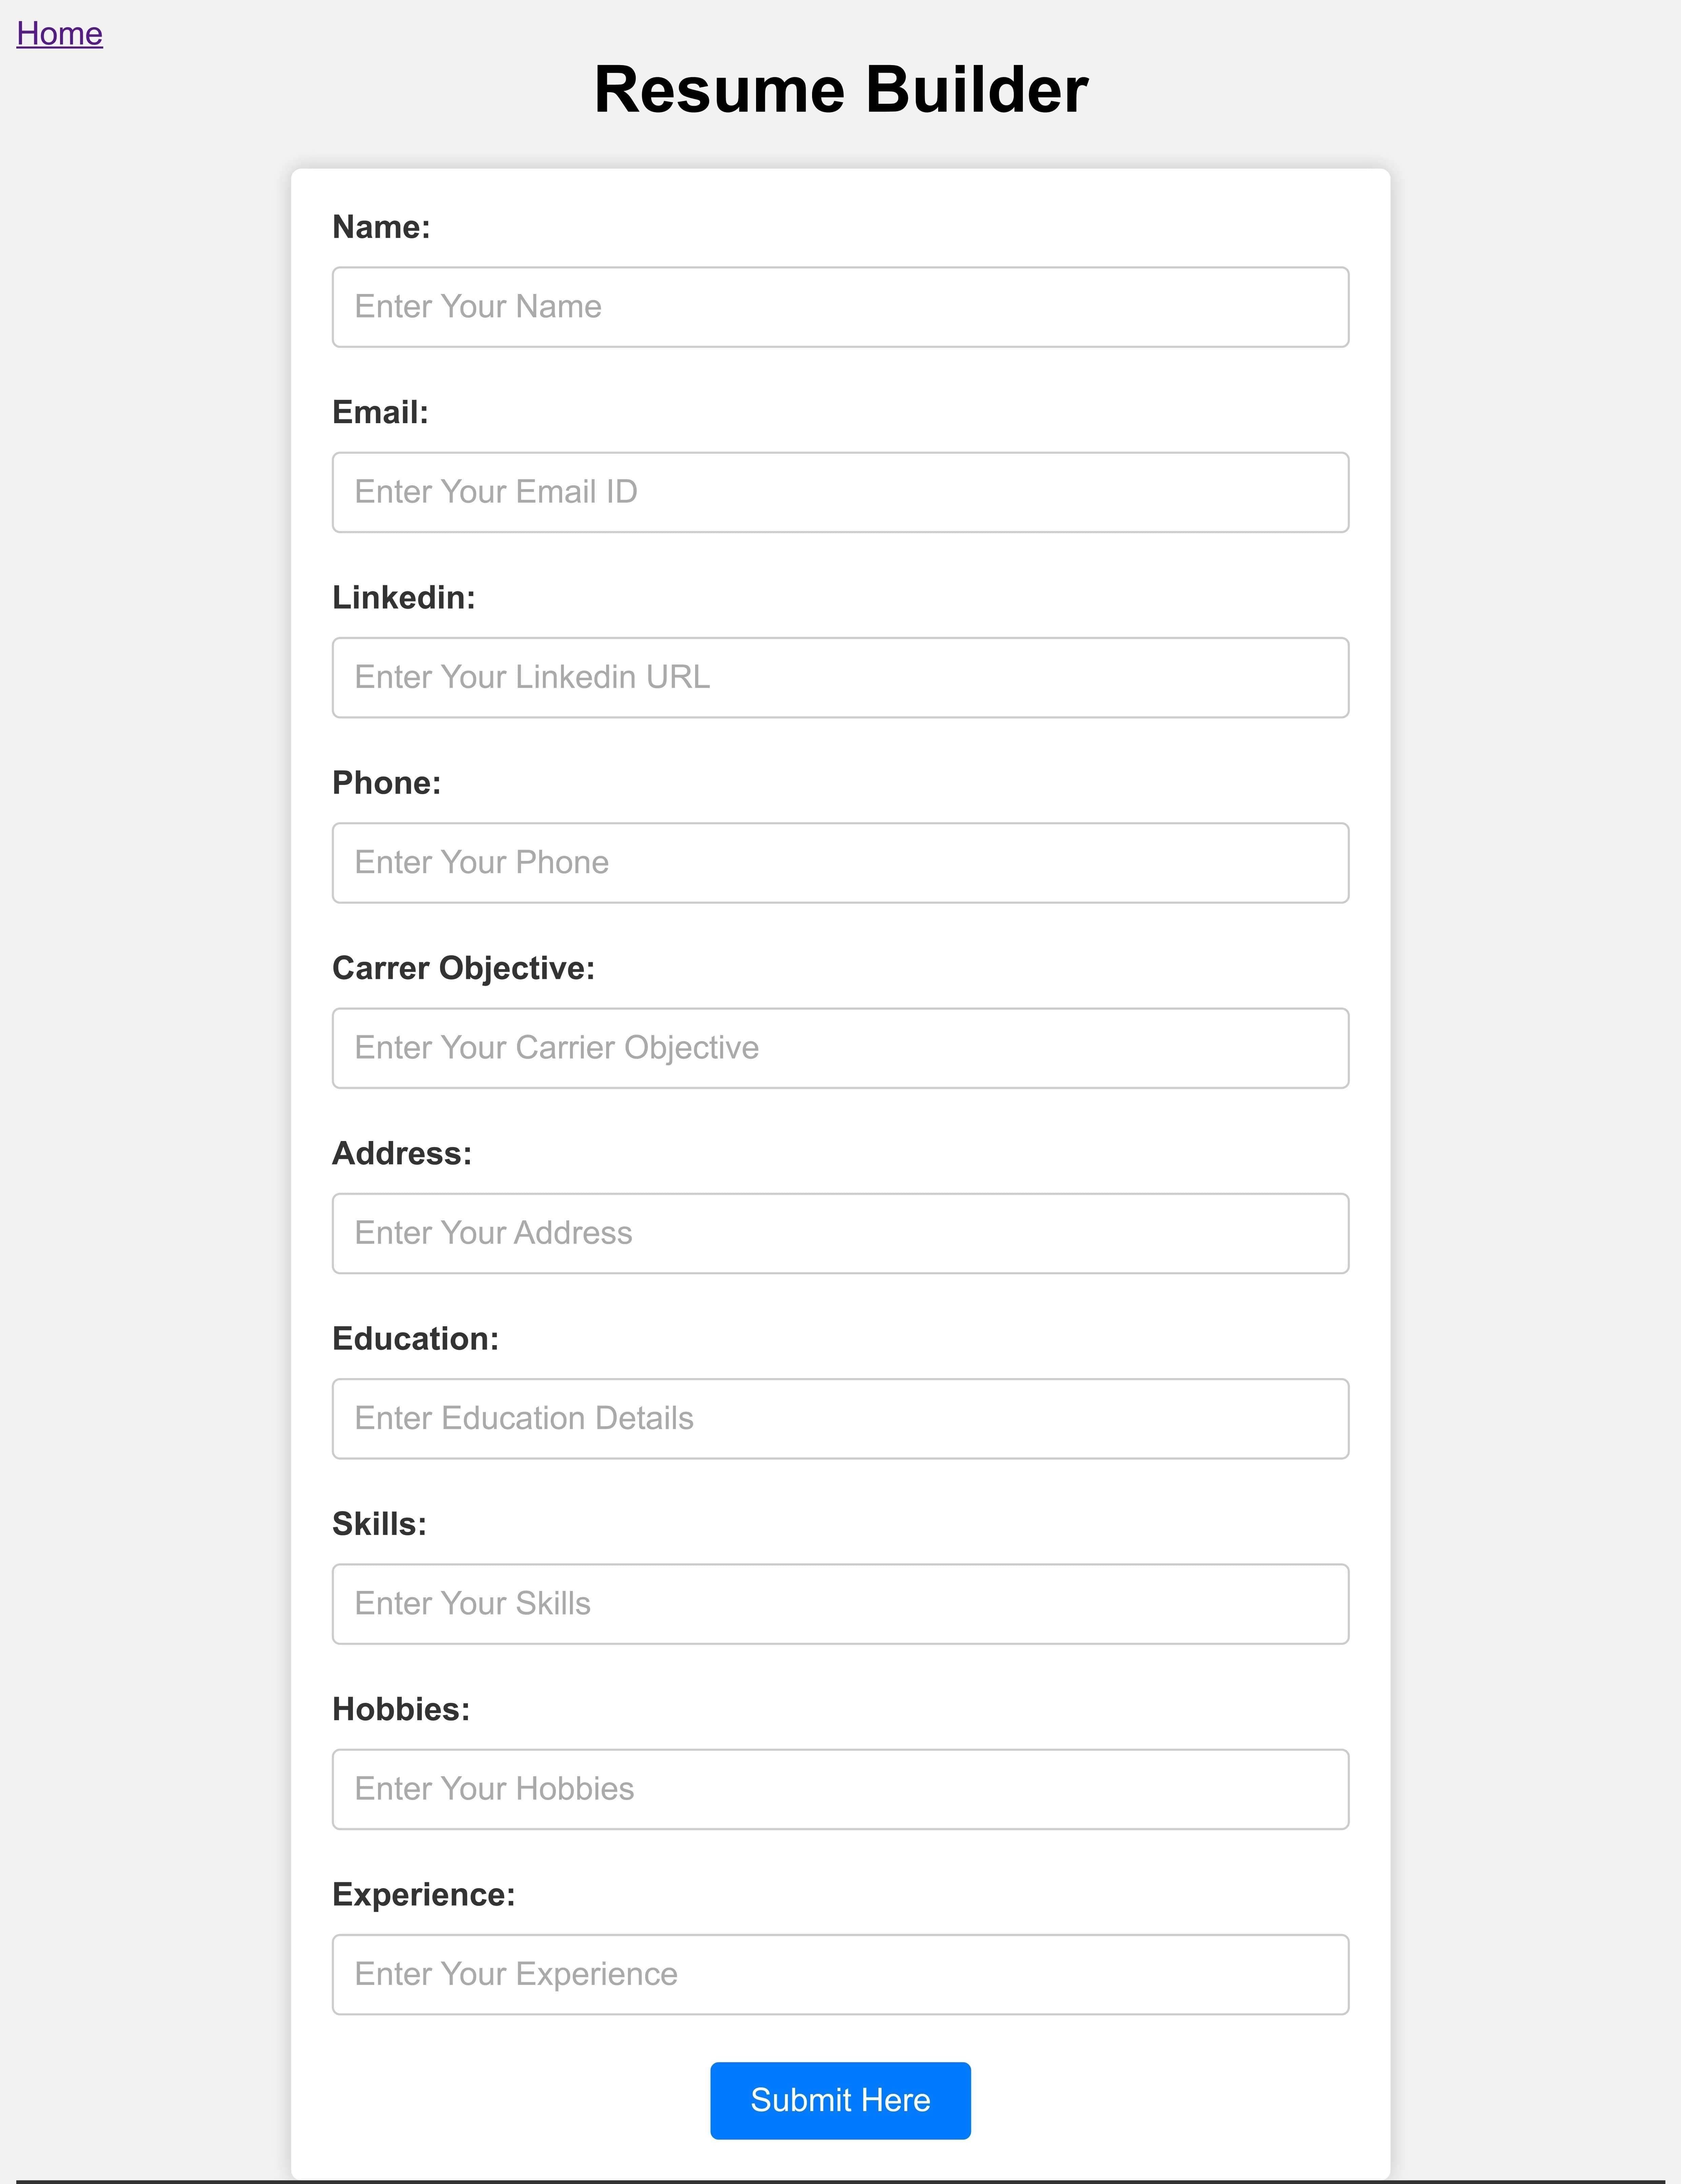 Home
Resume Builder
Name:
Enter Your Name
Email:
Enter Your Email ID
Linkedin:
Enter Your Linkedin URL
Phone:
Enter Your Phone
Carrer Objective:
Enter Your Carrier Objective
Address:
Enter Your Address
Education:
Enter Education Details
Skills:
Enter Your Skills
Hobbies:
Enter Your Hobbies
Experience:
Enter Your Experience
Submit Here